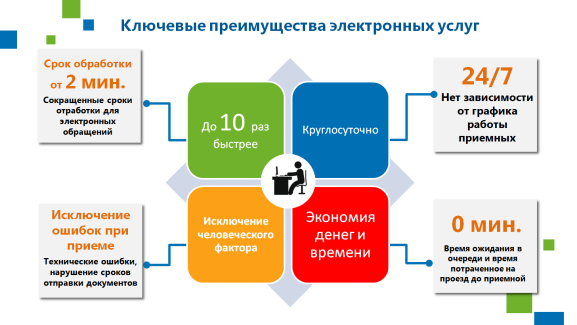 Ключевые преимущества электронных услуг
Срок обработки
от 2 мин.
Сокращенные сроки
отработки для
электронных
обращений
До 10 раз
быстрее
Круглосуточно
24/7
Нет зависимости
от графика
работы
приемных
Исключение
ошибок при
приеме
Технические ошибки,
нарушение сроков
отправки документов
Исключение
человеческого
фактора
Экономия
денег и
времени
0 мин.
Время ожидания в
очереди и время
потраченное на
проезд до приемной